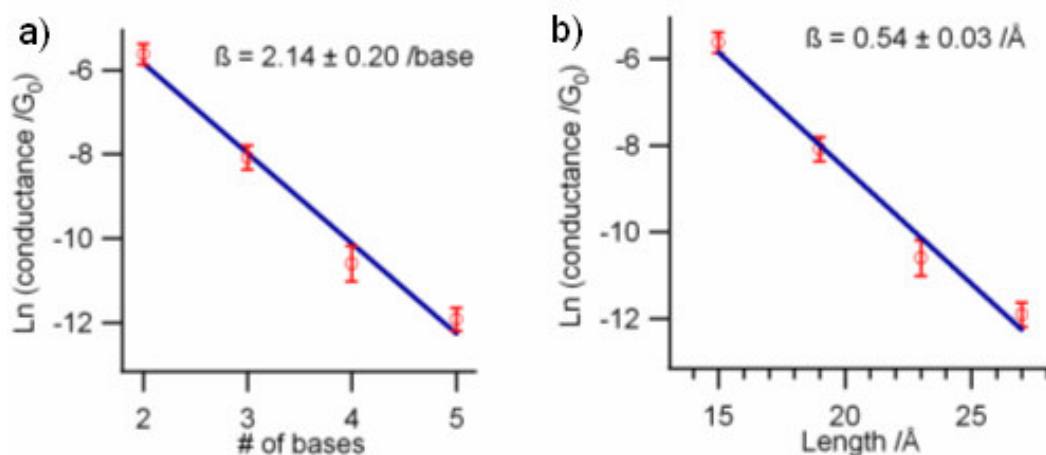 a)
ß = 2.14 ± 0.20 /base
Ln (conductance /G0)
-6
-8
-10
-12
2 3 4 5
# of bases
b)
ß = 0.54 ± 0.03 /Å
Ln (conductance /G0)
-6
-8
-10
-12
15 20 25
Length /Å